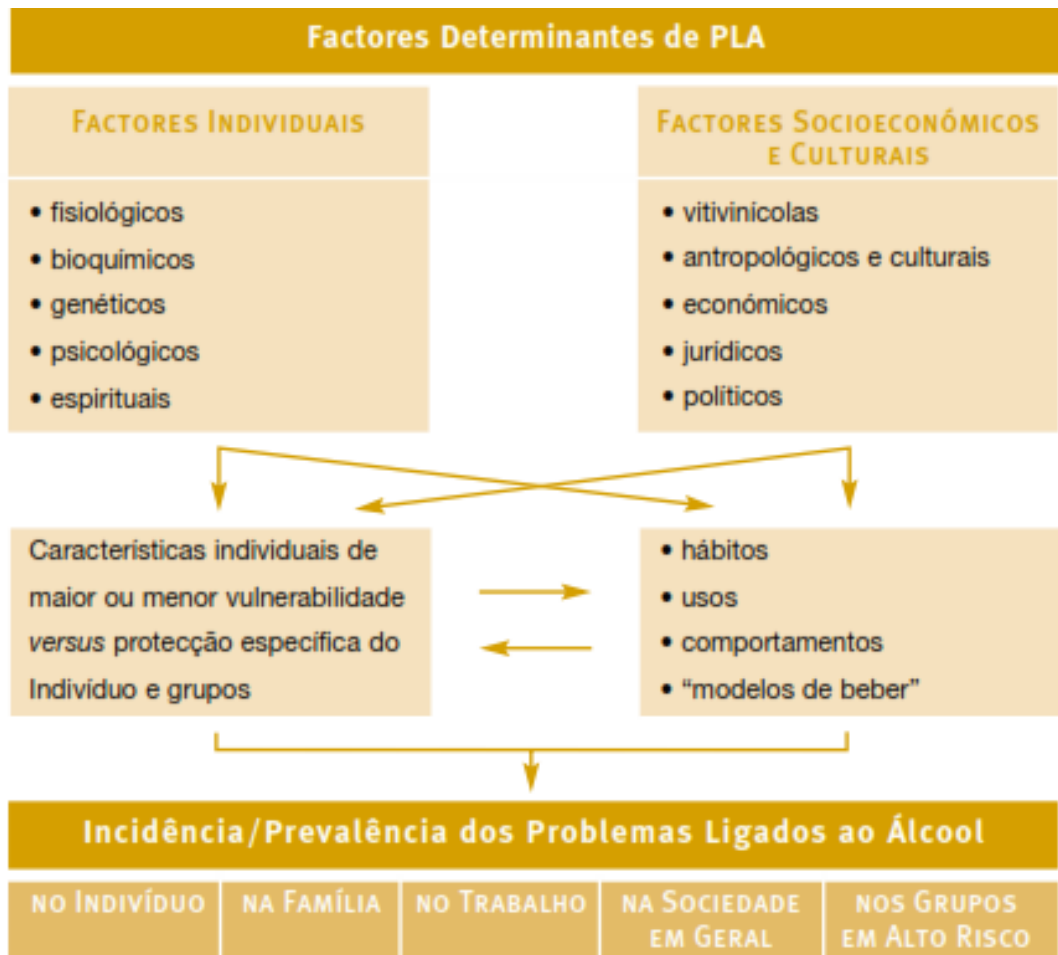 Factores Determinantes de PLA
FACTORES INDIVIDUAIS
• fisiológicos
• bioquímicos
• genéticos
• psicológicos
• espirituais
FACTORES SOCIOECONÓMICOS
E CULTURAIS
• vitivinícolas
• antropológicos e culturais
• económicos
• jurídicos
• políticos
Características individuais de
maior ou menor vulnerabilidade
versus protecção específica do
Indivíduo e grupos
• hábitos
• usos
• comportamentos
• “modelos de beber”
Incidência/Prevalência dos Problemas Ligados ao Álcool
NO INDIVÍDUO
NA FAMÍLIA
NO TRABALHO
NA SOCIEDADE
EM GERAL
NOS GRUPOS
EM ALTO RISCO